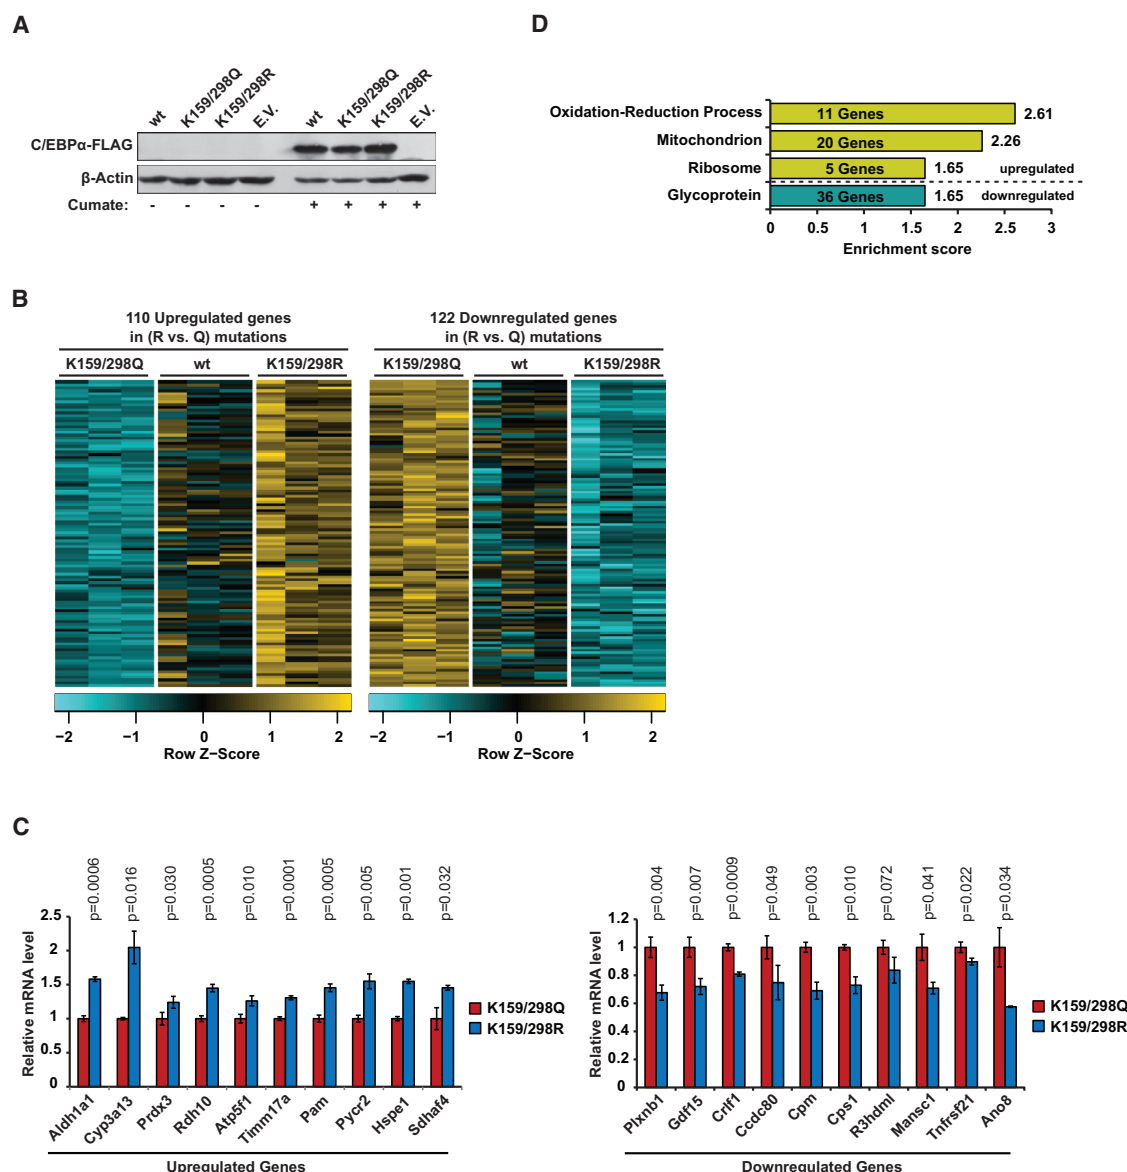 A
wt K159/298Q K159/298R E.V. wt K159/298Q K159/298R E.V.
C/EBPα-FLAG
β-Actin
Cumate: - - - - + + + +
D
Oxidation-Reduction Process 11 Genes 2.61
Mitochondrion 20 Genes 2.26
Ribosome 5 Genes 1.65 upregulated
Glycoprotein 36 Genes 1.65 downregulated
0 0.5 1 1.5 2 2.5 3
Enrichment score
B
110 Upregulated genes
in (R vs. Q) mutations
K159/298Q wt K159/298R
−2 −1 0 1 2
Row Z−Score
122 Downregulated genes
in (R vs. Q) mutations
K159/298Q wt K159/298R
−2 −1 0 1 2
Row Z−Score
C
p=0.0006 p=0.016 p=0.030 p=0.0005 p=0.010 p=0.0001 p=0.0005 p=0.005 p=0.001 p=0.032
Relative mRNA level
2.5
2
1.5
1
0.5
0
K159/298Q
K159/298R
Aldh1a1 Cyp3a13 Prdx3 Rdh10 Atp5f1 Timm17a Pam Pycr2 Hspe1 Sdhaf4
Upregulated Genes
p=0.004 p=0.007 p=0.0009 p=0.049 p=0.003 p=0.010 p=0.072 p=0.041 p=0.022 p=0.034
Relative mRNA level
1.2
1
0.8
0.6
0.4
0.2
0
K159/298Q
K159/298R
Plxnb1 Gdf15 Crlf1 Ccdc80 Cpm Cps1 R3hdml Mansc1 Tnfrsf21 Ano8
Downregulated Genes